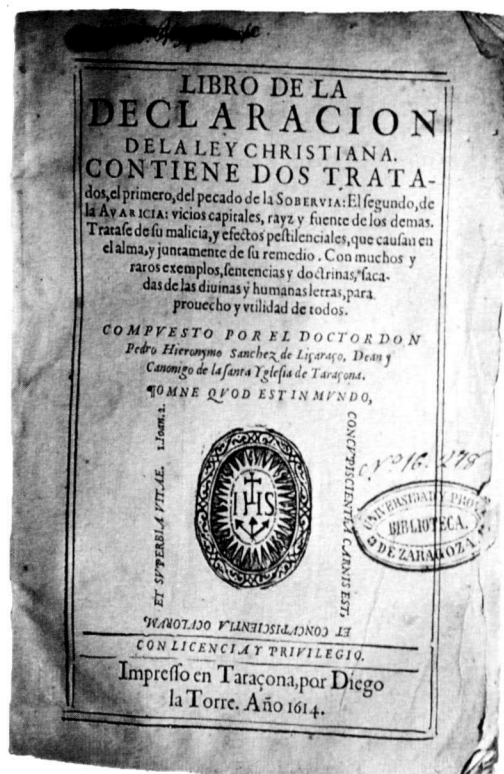 LIBRO DE LA
DECLARACION
DE LA LEY CHRISTIANA.
CONTIENE DOS TRATA-
dos, el primero, del pecado de la SOBERVIA: El segundo, de
la AVARICIA: vicios capitales, rayz y fuente de los demas.
Tratase de su malicia, y efectos pestilenciales, que causan en
el alma, y juntamente de su remedio. Con muchos y
raros exemplos, sentencias y doctrinas, saca-
das de las diuinas y humanas letras, para
prouecho y vtilidad de todos.
COMPVESTO POR EL DOCTOR DON
Pedro Hieronymo Sanchez de Liçaraço, Dean y
Canonigo de la santa Yglesia de Taraçona.
¶OMNE QVOD EST IN MVNDO,
CONCVPISCIENTIA CARNIS EST,
ET CONCVPISCIENTIA OCVLORVM,
ET SVPERBIA VITAE. 1. Ioan. 2.
IHS
Nº 16. 278
UNIVERSIDAD Y PROV
BIBLIOTECA.
DE ZARAGOZA
CON LICENCIA Y PRIVILEGIO.
Impresso en Taraçona, por Diego
la Torre. Año 1614.